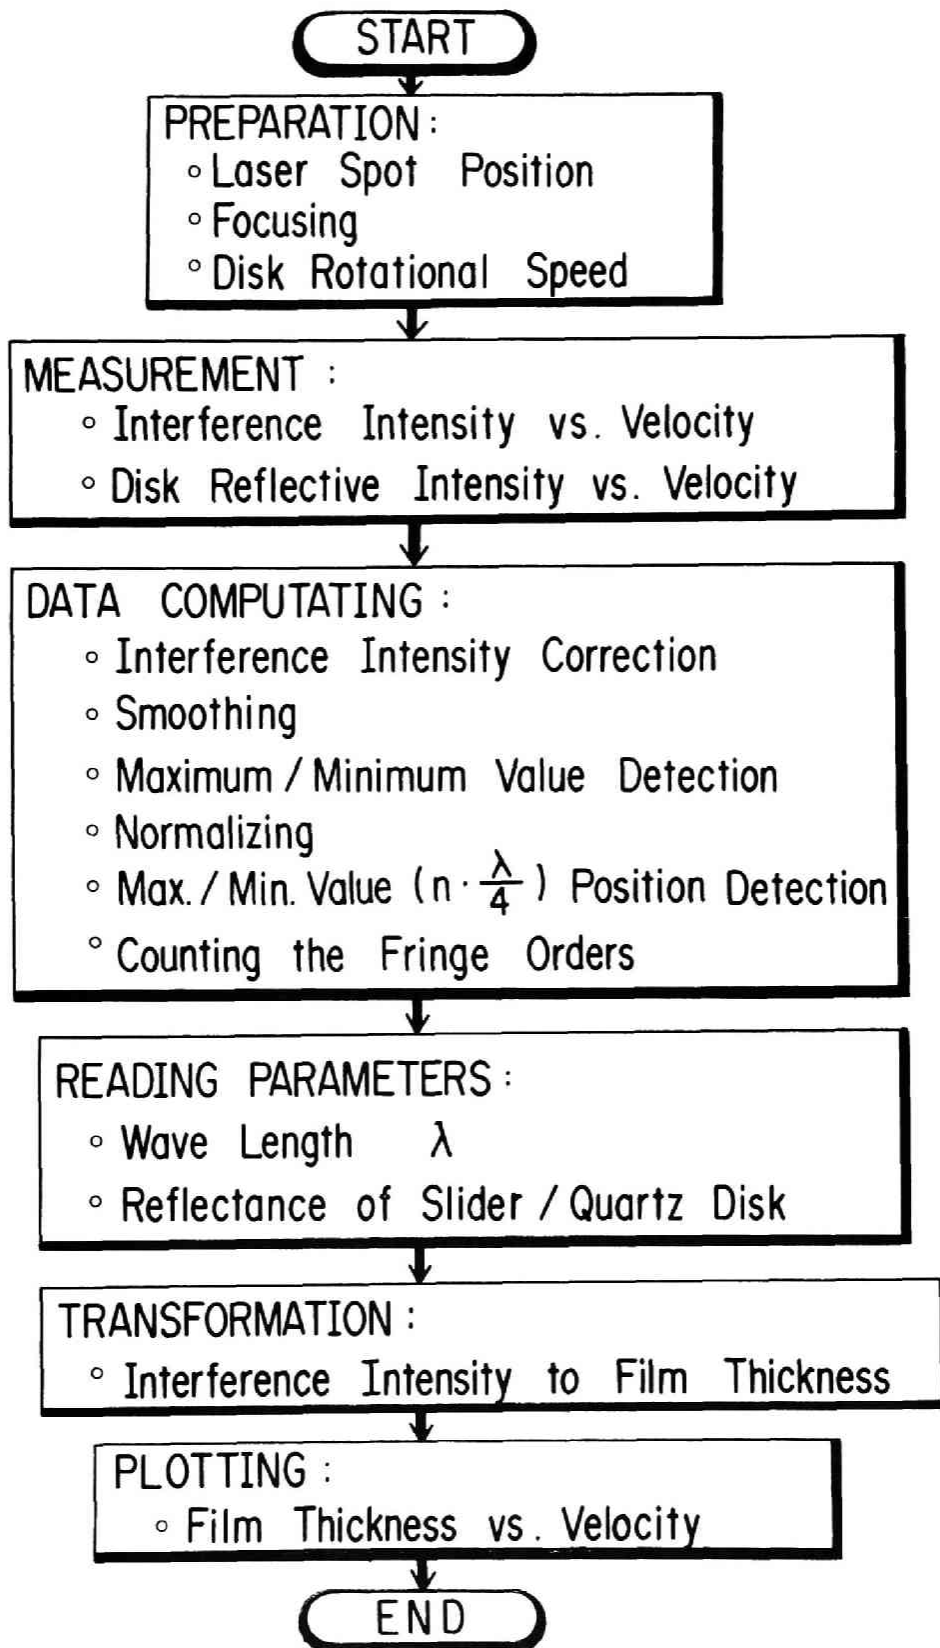 START
PREPARATION :
° Laser Spot Position
° Focusing
° Disk Rotational Speed
MEASUREMENT :
° Interference Intensity vs. Velocity
° Disk Reflective Intensity vs. Velocity
DATA COMPUTATING :
° Interference Intensity Correction
° Smoothing
° Maximum / Minimum Value Detection
° Normalizing
° Max. / Min. Value (n · λ/4) Position Detection
° Counting the Fringe Orders
READING PARAMETERS :
° Wave Length λ
° Reflectance of Slider / Quartz Disk
TRANSFORMATION :
° Interference Intensity to Film Thickness
PLOTTING :
° Film Thickness vs. Velocity
END